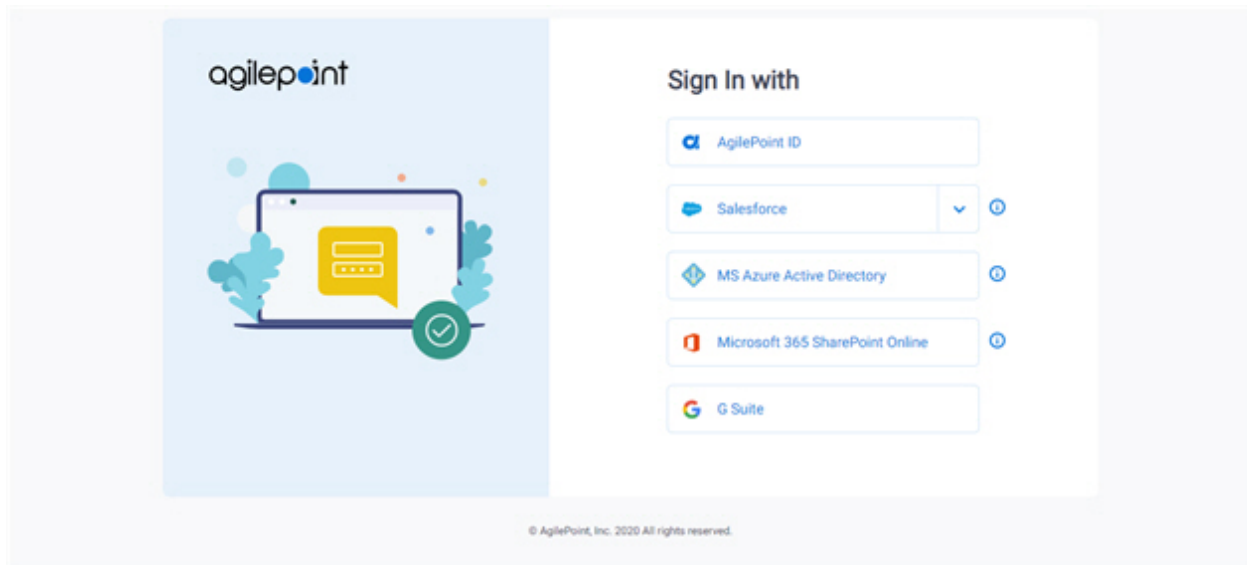 agilepoint
Sign In with
AgilePoint ID
Salesforce
MS Azure Active Directory
Microsoft 365 SharePoint Online
G Suite
© AgilePoint, Inc. 2020 All rights reserved.